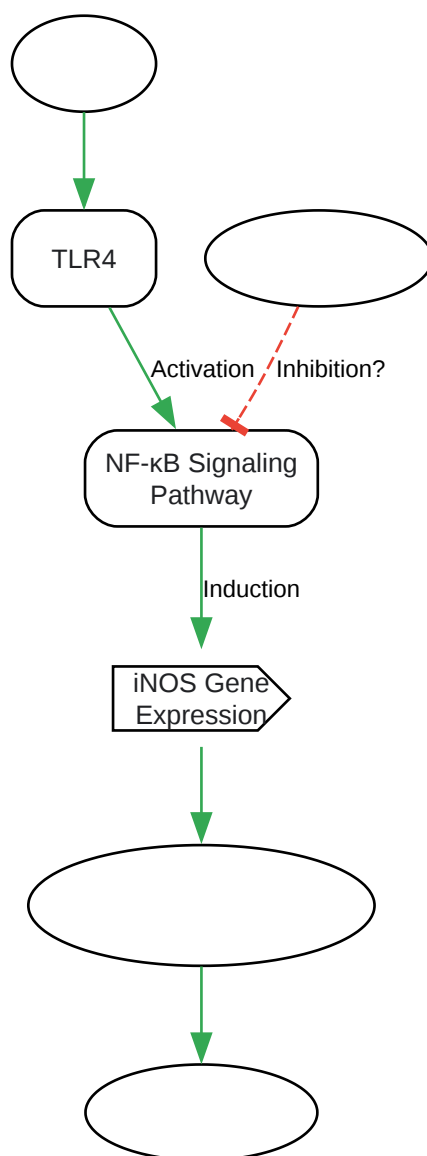 TLR4
Activation
Inhibition?
NF-κB Signaling
Pathway
Induction
iNOS Gene
Expression